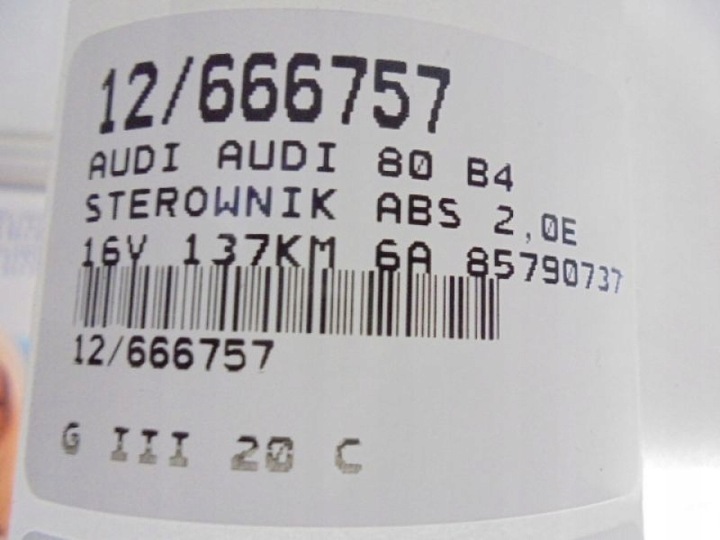 12/666757
AUDI AUDI 80 B4
STEROWNIK ABS 2,0E
16V 137KM 6A 85790737
12/666757
G III 20 C